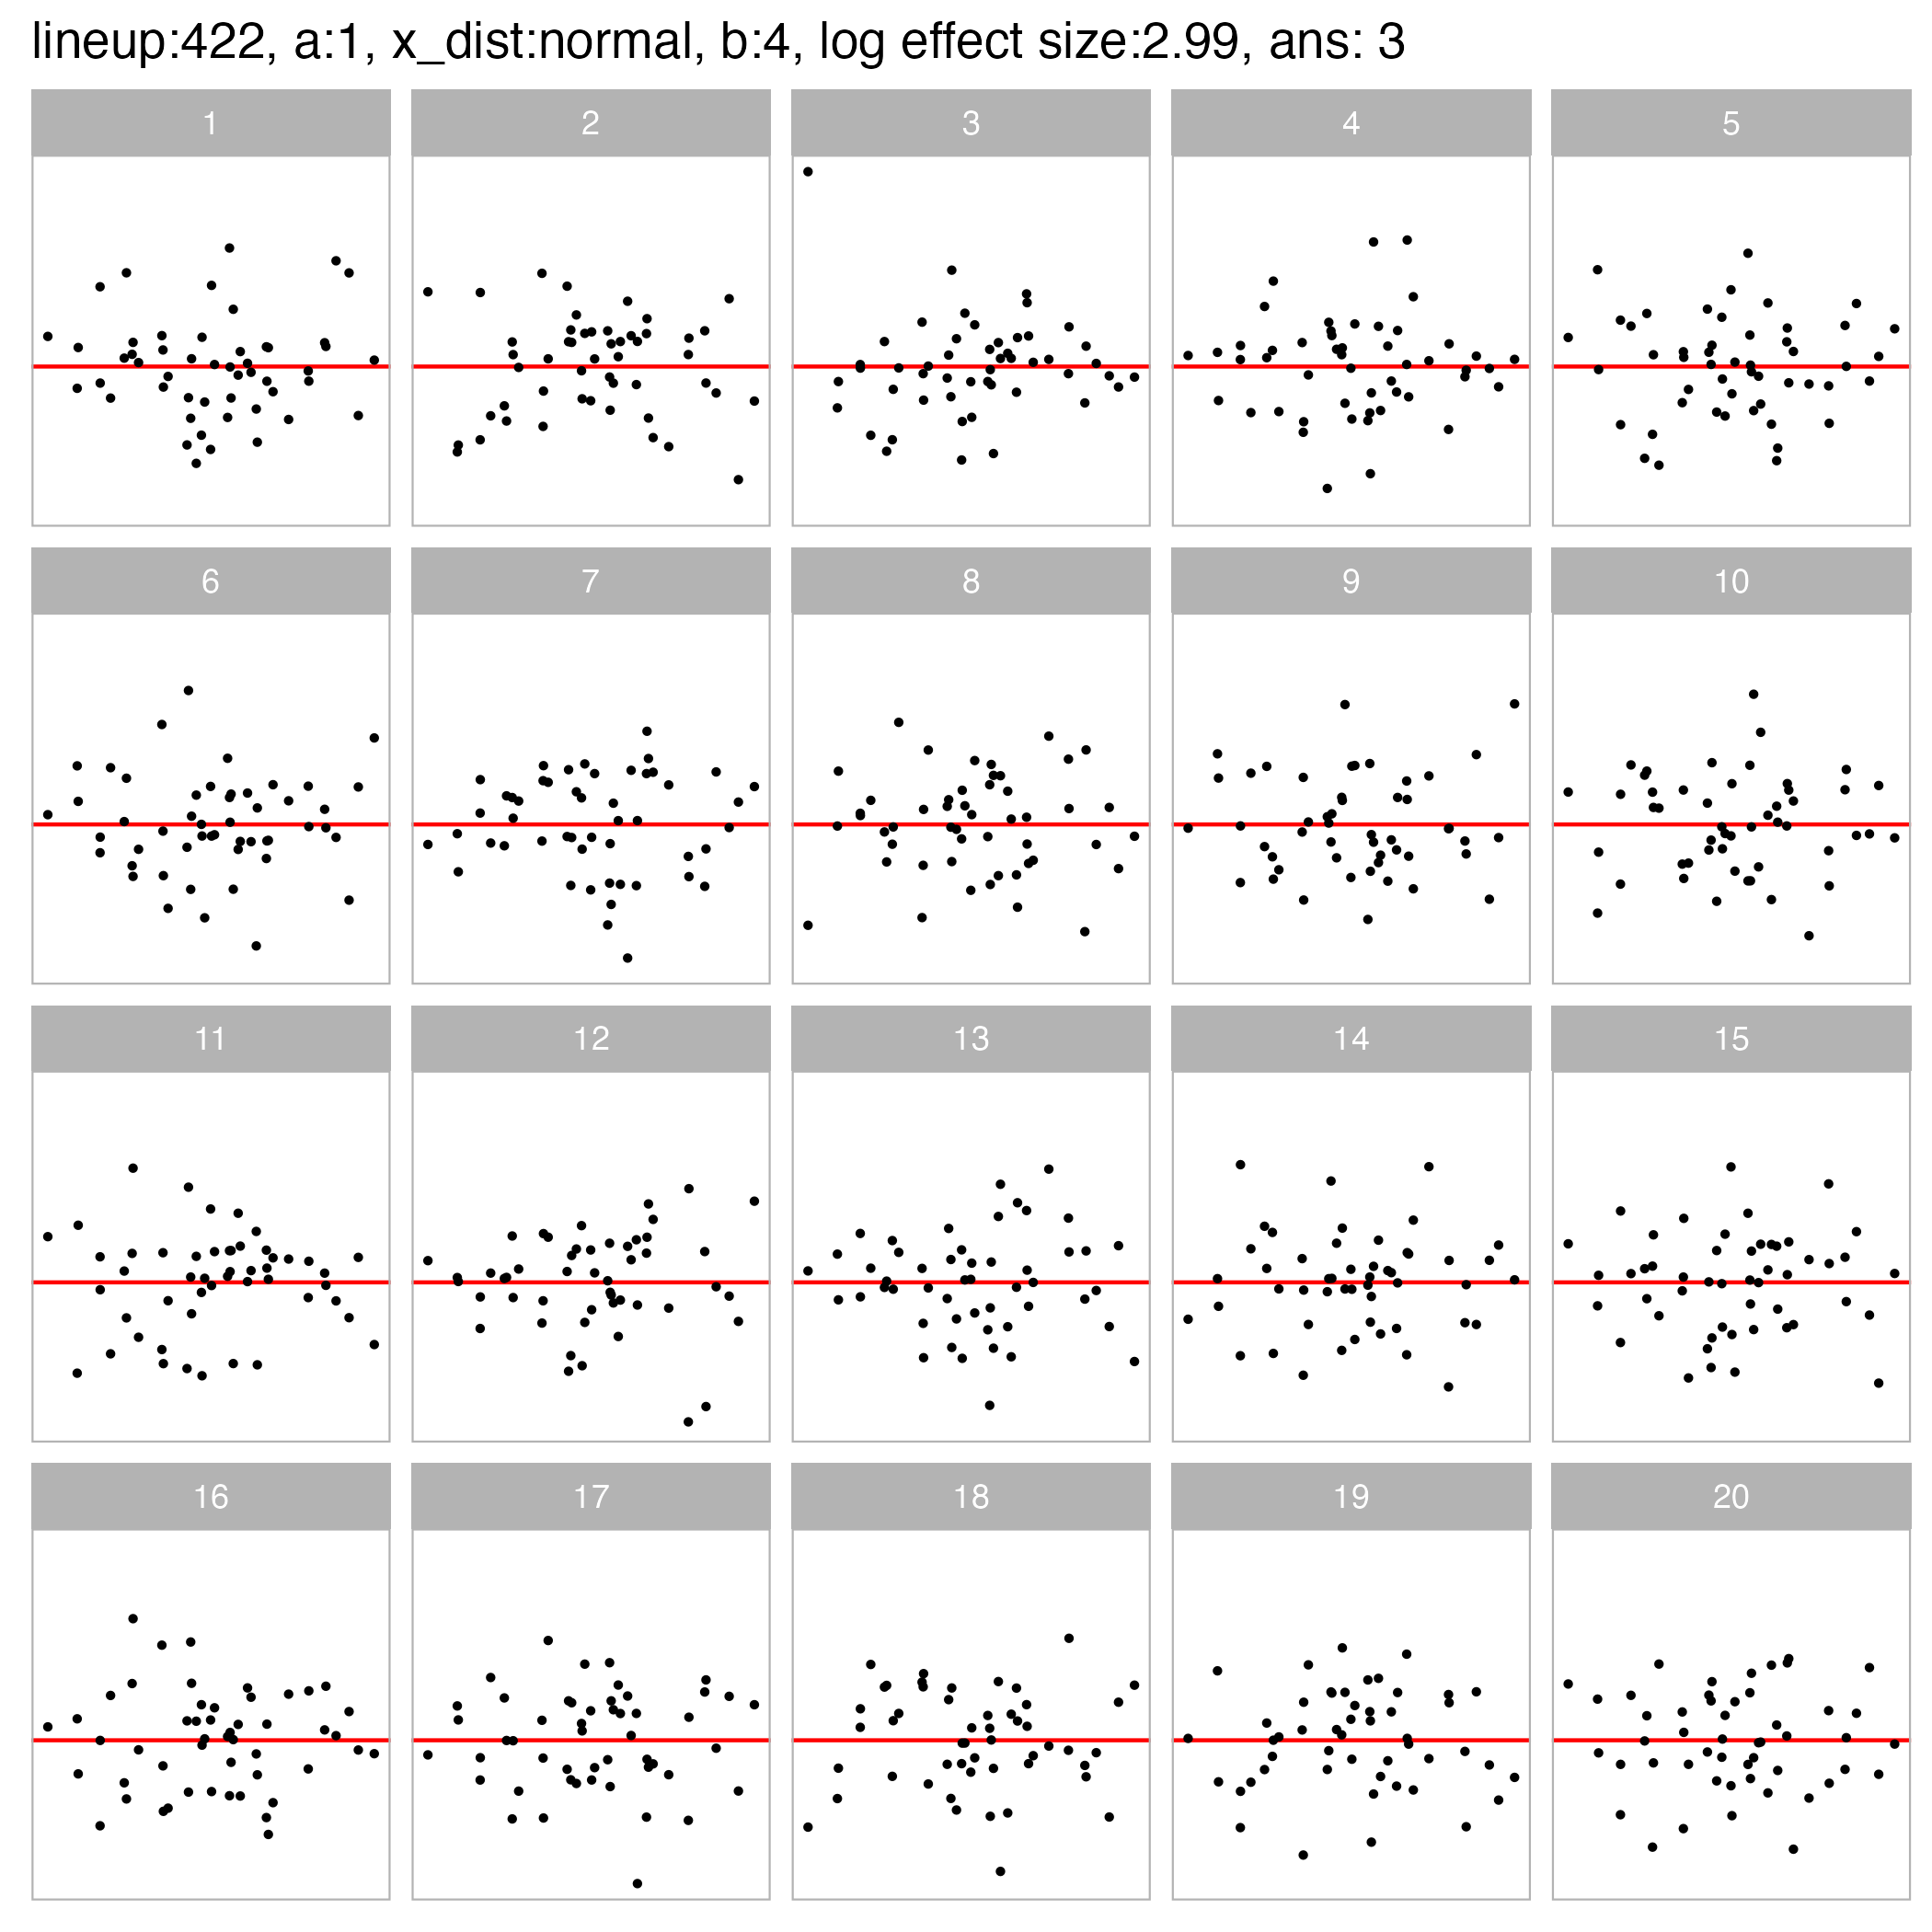 lineup:422, a:1, x_dist:normal, b:4, log effect size:2.99, ans: 3
1 2 3 4 5
6 7 8 9 10
11 12 13 14 15
16 17 18 19 20